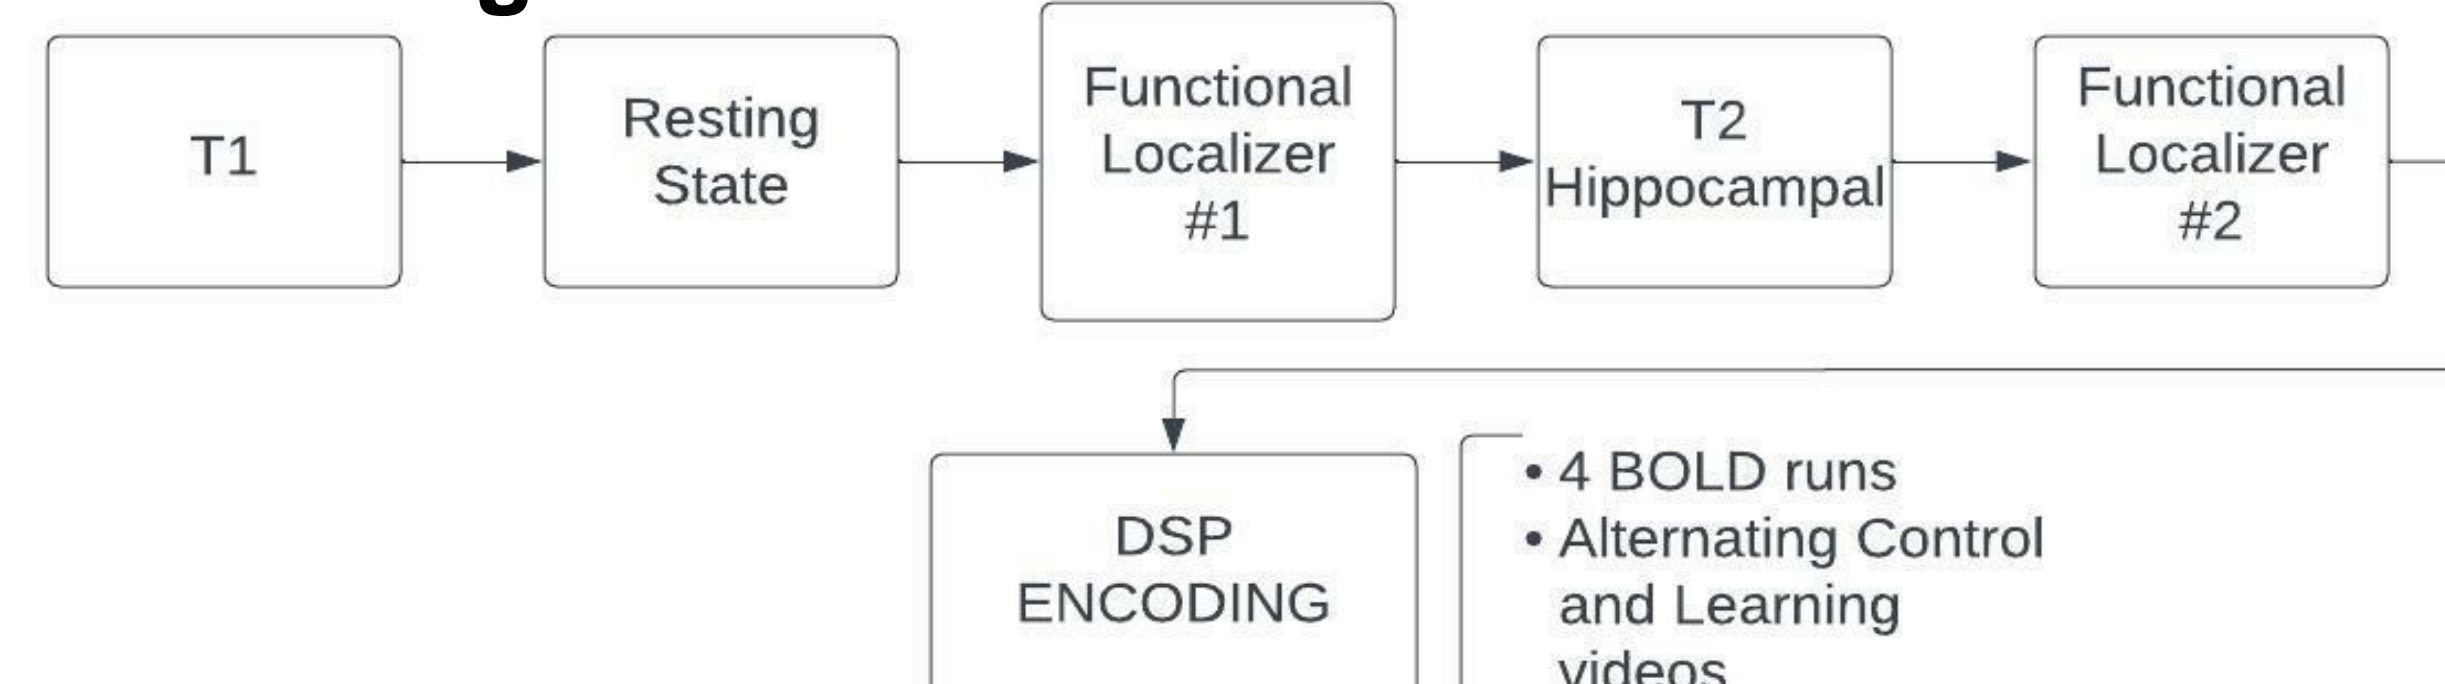 T1
Resting
State
Functional
Localizer
#1
T2
Hippocampal
Functional
Localizer
#2
DSP
ENCODING
• 4 BOLD runs
• Alternating Control
and Learning
videos